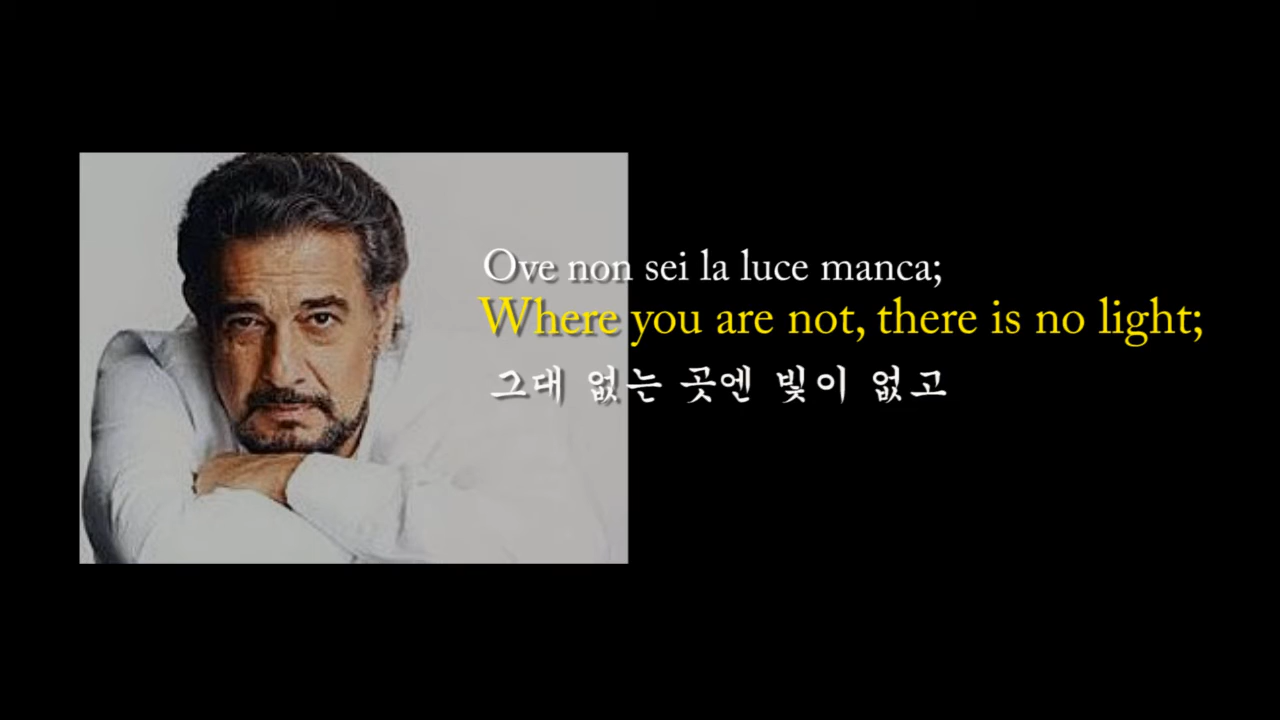 Ove non sei la luce manca;
Where you are not, there is no light;
그대 없는 곳엔 빛이 없고